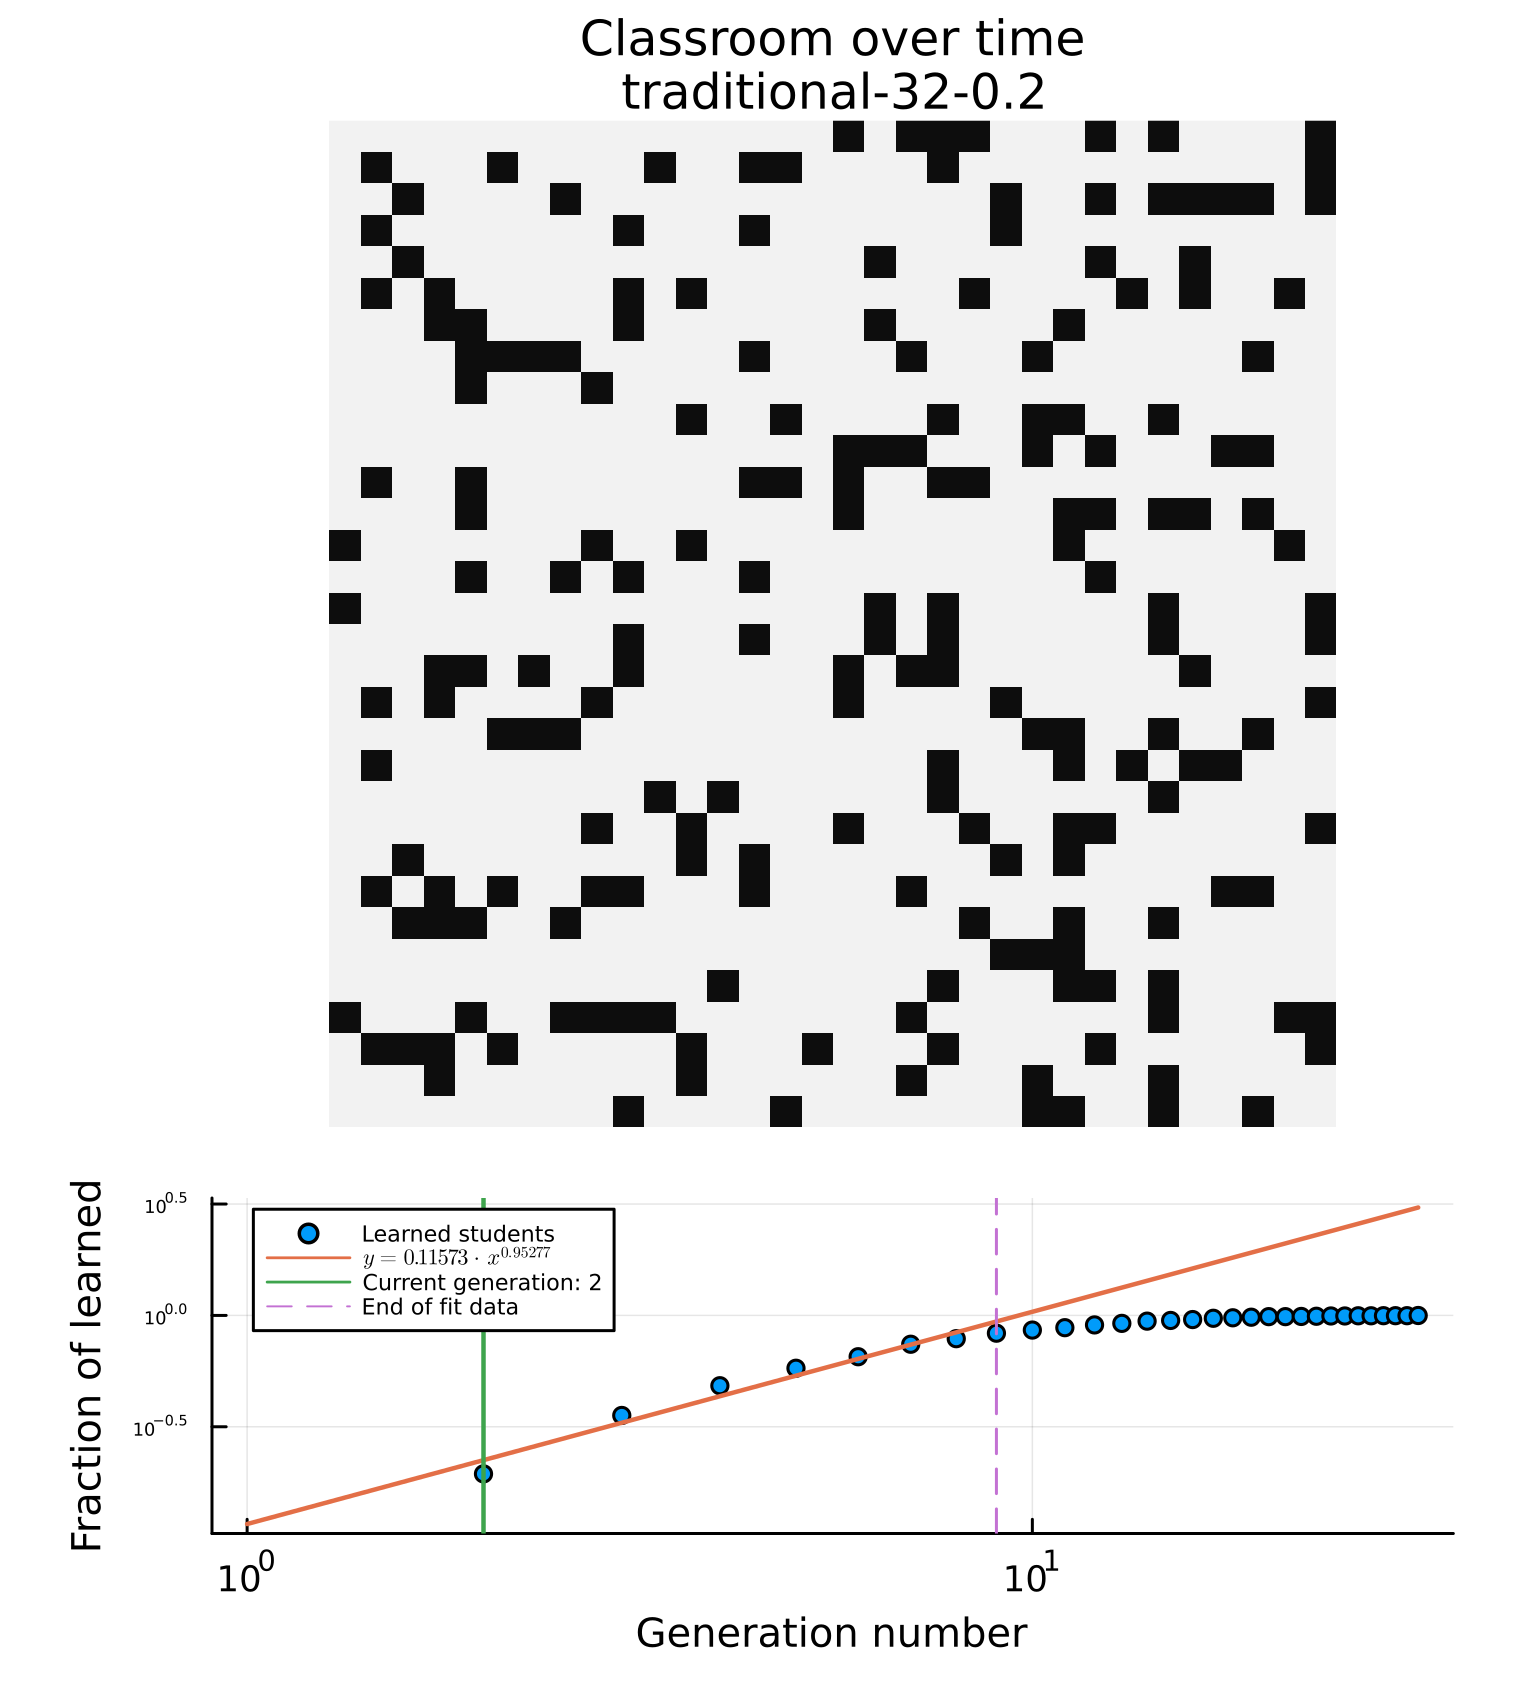 Classroom over time
traditional-32-0.2
Fraction of learned
10^0.5
10^0.0
10^−0.5
Learned students
y = 0.11573 · x^0.95277
Current generation: 2
End of fit data
10^0
10^1
Generation number